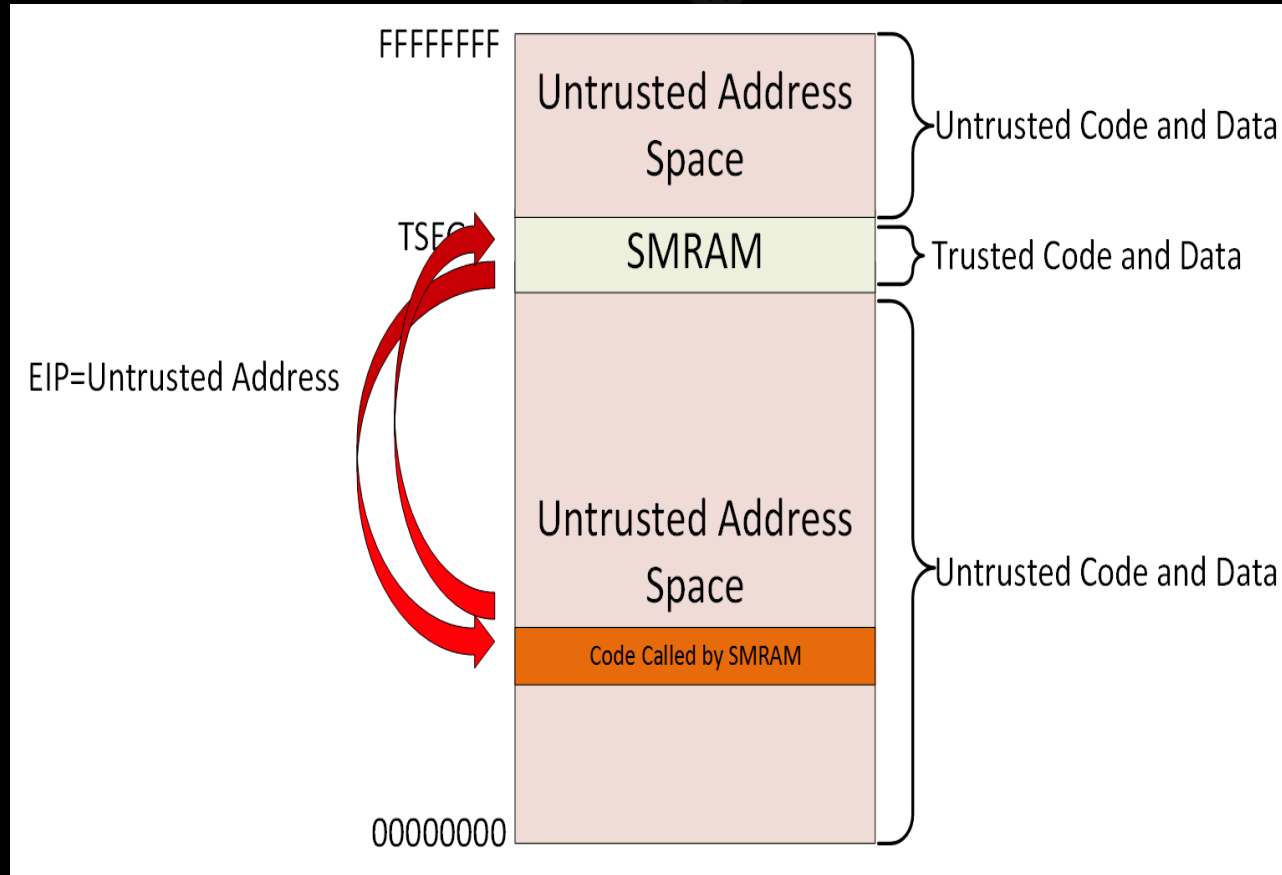 FFFFFFFF
Untrusted Address
Space
Untrusted Code and Data
SMRAM
Trusted Code and Data
EIP=Untrusted Address
Untrusted Address
Space
Untrusted Code and Data
Code Called by SMRAM
00000000